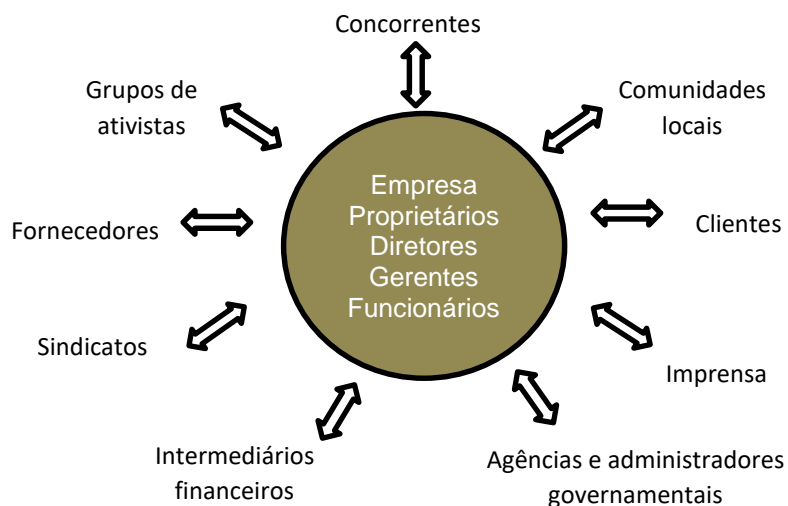 Concorrentes
Grupos de
ativistas
Comunidades
locais
Empresa
Proprietários
Diretores
Gerentes
Funcionários
Fornecedores
Clientes
Sindicatos
Imprensa
Intermediários
financeiros
Agências e administradores
governamentais